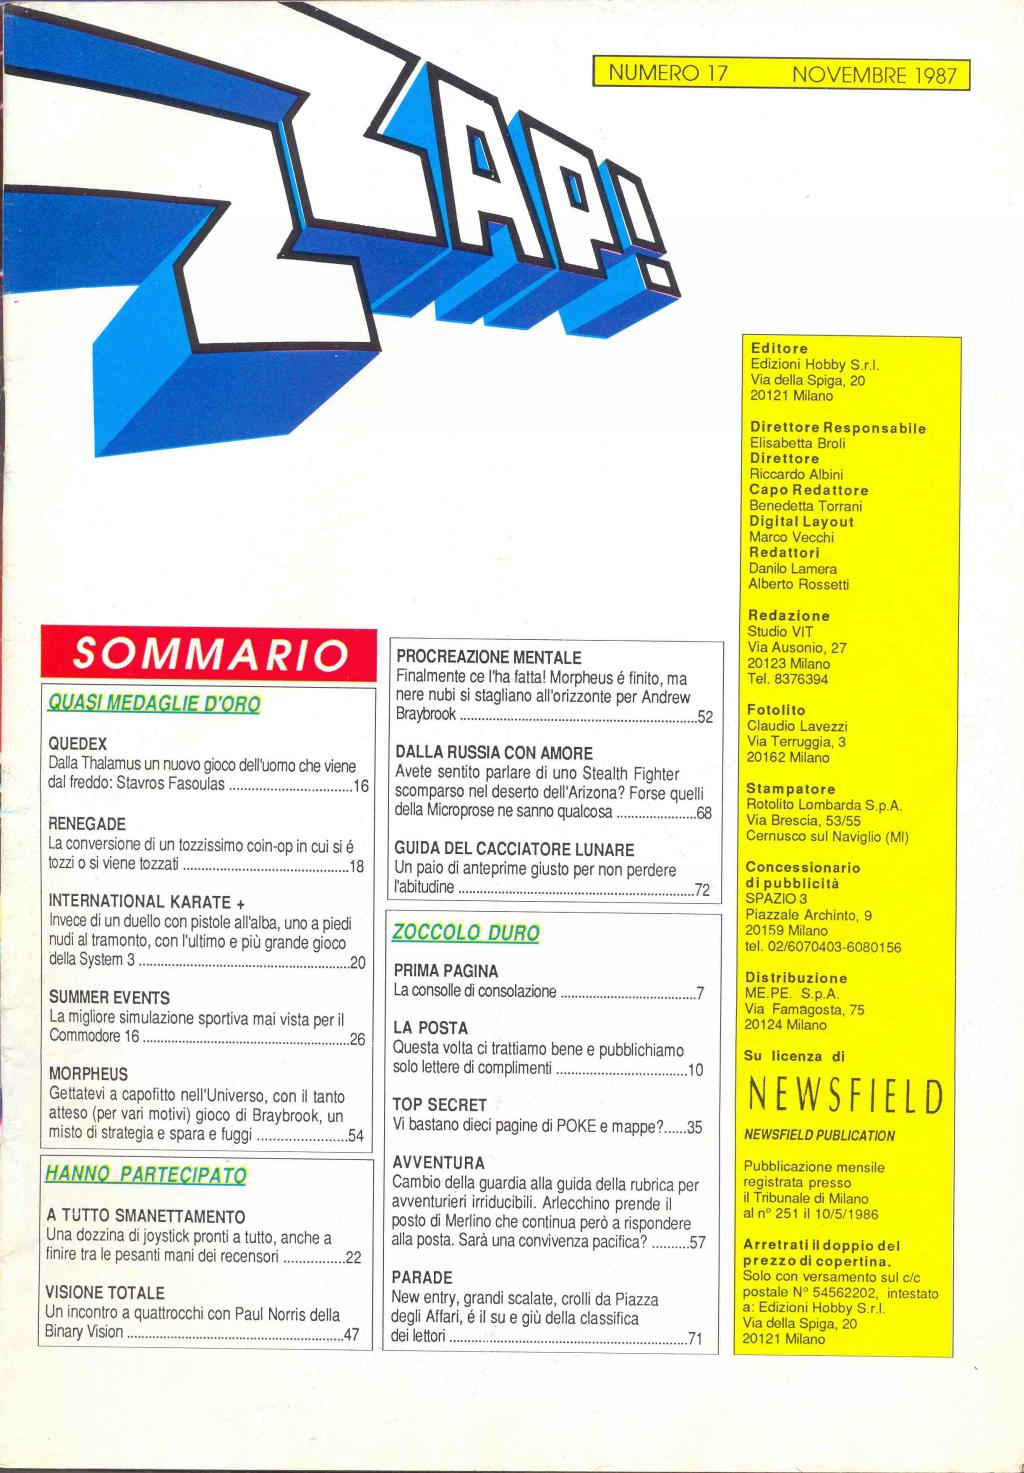 NUMERO 17 NOVEMBRE 1987
ZZAP!
SOMMARIO
QUASI MEDAGLIE D'ORO
QUEDEX
Dalla Thalamus un nuovo gioco dell'uomo che viene
dal freddo: Stavros Fasoulas ..................................16
RENEGADE
La conversione di un tozzissimo coin-op in cui si é
tozzi o si viene tozzati ..............................................18
INTERNATIONAL KARATE +
Invece di un duello con pistole all'alba, uno a piedi
nudi al tramonto, con l'ultimo e più grande gioco
della System 3 ..........................................................20
SUMMER EVENTS
La migliore simulazione sportiva mai vista per il
Commodore 16 .........................................................26
MORPHEUS
Gettatevi a capofitto nell'Universo, con il tanto
atteso (per vari motivi) gioco di Braybrook, un
misto di strategia e spara e fuggi .........................54
HANNO PARTECIPATO
A TUTTO SMANETTAMENTO
Una dozzina di joystick pronti a tutto, anche a
finire tra le pesanti mani dei recensori .................22
VISIONE TOTALE
Un incontro a quattrocchi con Paul Norris della
Binary Vision ............................................................47
PROCREAZIONE MENTALE
Finalmente ce l'ha fatta! Morpheus é finito, ma
nere nubi si stagliano all'orizzonte per Andrew
Braybrook ..................................................................52
DALLA RUSSIA CON AMORE
Avete sentito parlare di uno Stealth Fighter
scomparso nel deserto dell'Arizona? Forse quelli
della Microprose ne sanno qualcosa ......................68
GUIDA DEL CACCIATORE LUNARE
Un paio di anteprime giusto per non perdere
l'abitudine .................................................................72
ZOCCOLO DURO
PRIMA PAGINA
La consolle di consolazione .....................................7
LA POSTA
Questa volta ci trattiamo bene e pubblichiamo
solo lettere di complimenti ....................................10
TOP SECRET
Vi bastano dieci pagine di POKE e mappe?......35
AVVENTURA
Cambio della guardia alla guida della rubrica per
avventurieri irriducibili. Arlecchino prende il
posto di Merlino che continua però a rispondere
alla posta. Sarà una convivenza pacifica? ..........57
PARADE
New entry, grandi scalate, crolli da Piazza
degli Affari, é il su e giù della classifica
dei lettori ..................................................................71
Editore
Edizioni Hobby S.r.l.
Via della Spiga, 20
20121 Milano
Direttore Responsabile
Elisabetta Broli
Direttore
Riccardo Albini
Capo Redattore
Benedetta Torrani
Digital Layout
Marco Vecchi
Redattori
Danilo Lamera
Alberto Rossetti
Redazione
Studio VIT
Via Ausonio, 27
20123 Milano
Tel. 8376394
Fotolito
Claudio Lavezzi
Via Terruggia, 3
20162 Milano
Stampatore
Rotolito Lombarda S.p.A.
Via Brescia, 53/55
Cernusco sul Naviglio (MI)
Concessionario
di pubblicità
SPAZIO 3
Piazzale Archinto, 9
20159 Milano
tel. 02/6070403-6080156
Distribuzione
ME.PE. S.p.A.
Via Famagosta, 75
20124 Milano
Su licenza di
NEWSFIELD
NEWSFIELD PUBLICATION
Pubblicazione mensile
registrata presso
il Tribunale di Milano
al n° 251 il 10/5/1986
Arretrati il doppio del
prezzo di copertina.
Solo con versamento sul c/c
postale N° 54562202, intestato
a: Edizioni Hobby S.r.l.
Via della Spiga, 20
20121 Milano